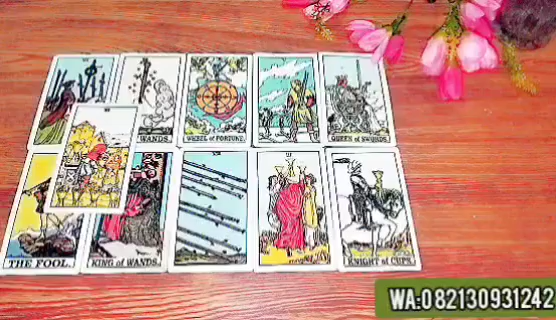 WANDS.
WHEEL of FORTUNE.
QUEEN of SWORDS.
THE FOOL.
KING of WANDS.
KNIGHT of CUPS.
WA:082130931242